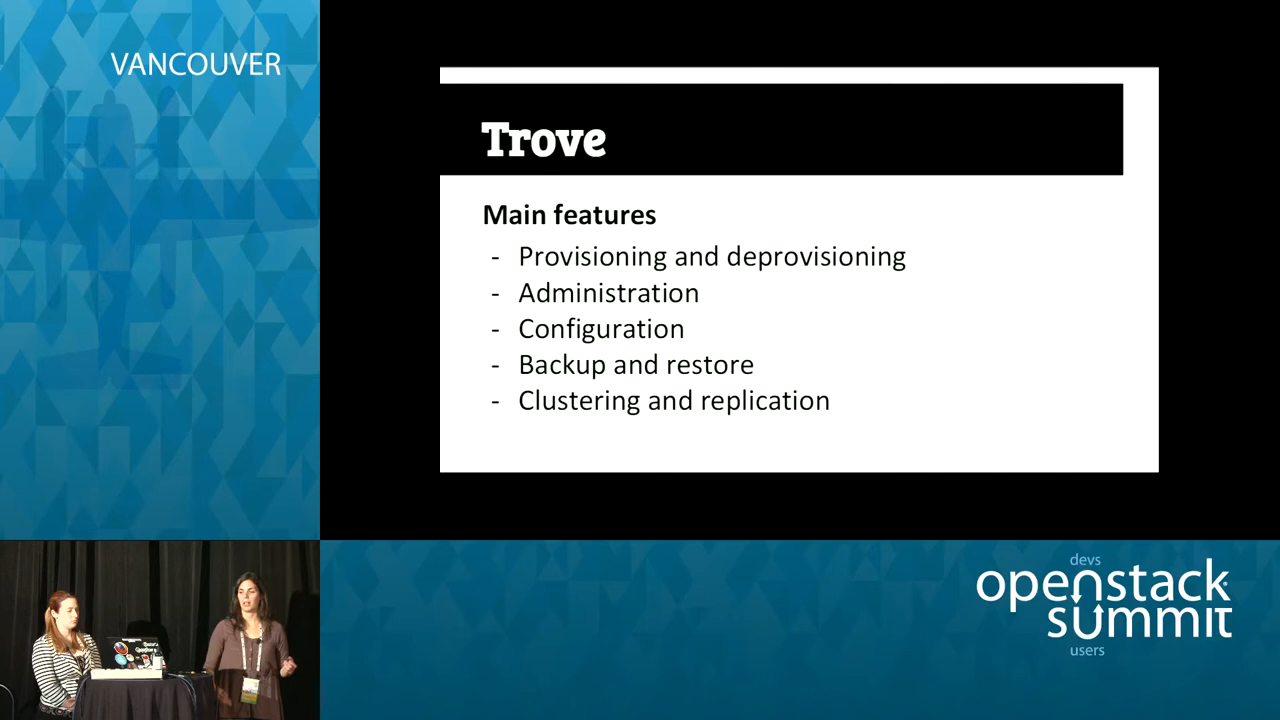 VANCOUVER
Trove
Main features
- Provisioning and deprovisioning
- Administration
- Configuration
- Backup and restore
- Clustering and replication
devs
openstack
summit
users